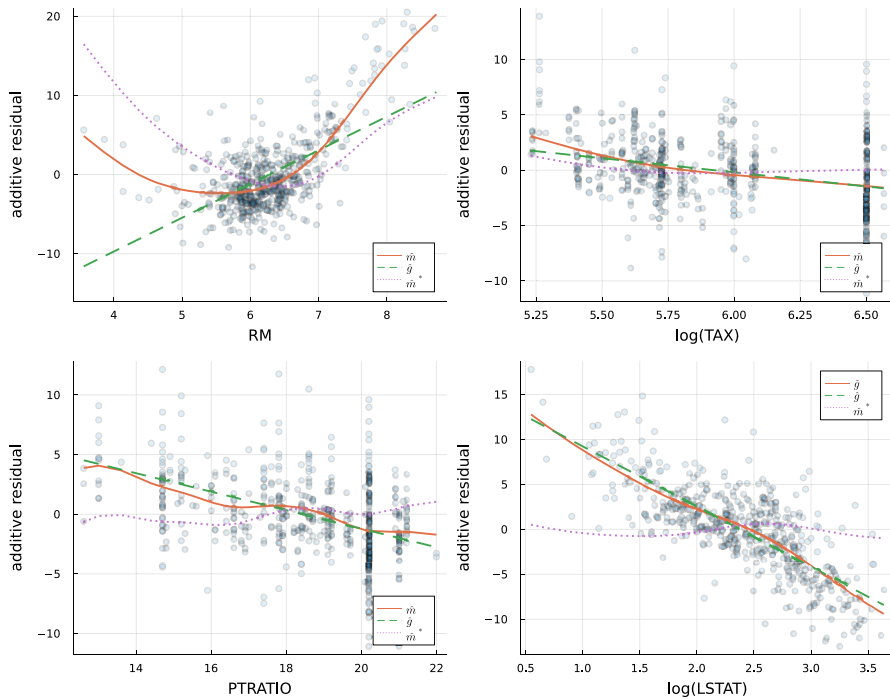 additive residual
20
10
0
−10
4
5
6
7
8
RM
m̂
ĝ
m̂*
additive residual
10
5
0
−5
−10
5.25
5.50
5.75
6.00
6.25
6.50
log(TAX)
m̂
ĝ
m̂*
additive residual
10
5
0
−5
−10
14
16
18
20
22
PTRATIO
m̂
ĝ
m̂*
additive residual
15
10
5
0
−5
−10
0.5
1.0
1.5
2.0
2.5
3.0
3.5
log(LSTAT)
ĝ
ĝ
m̂*